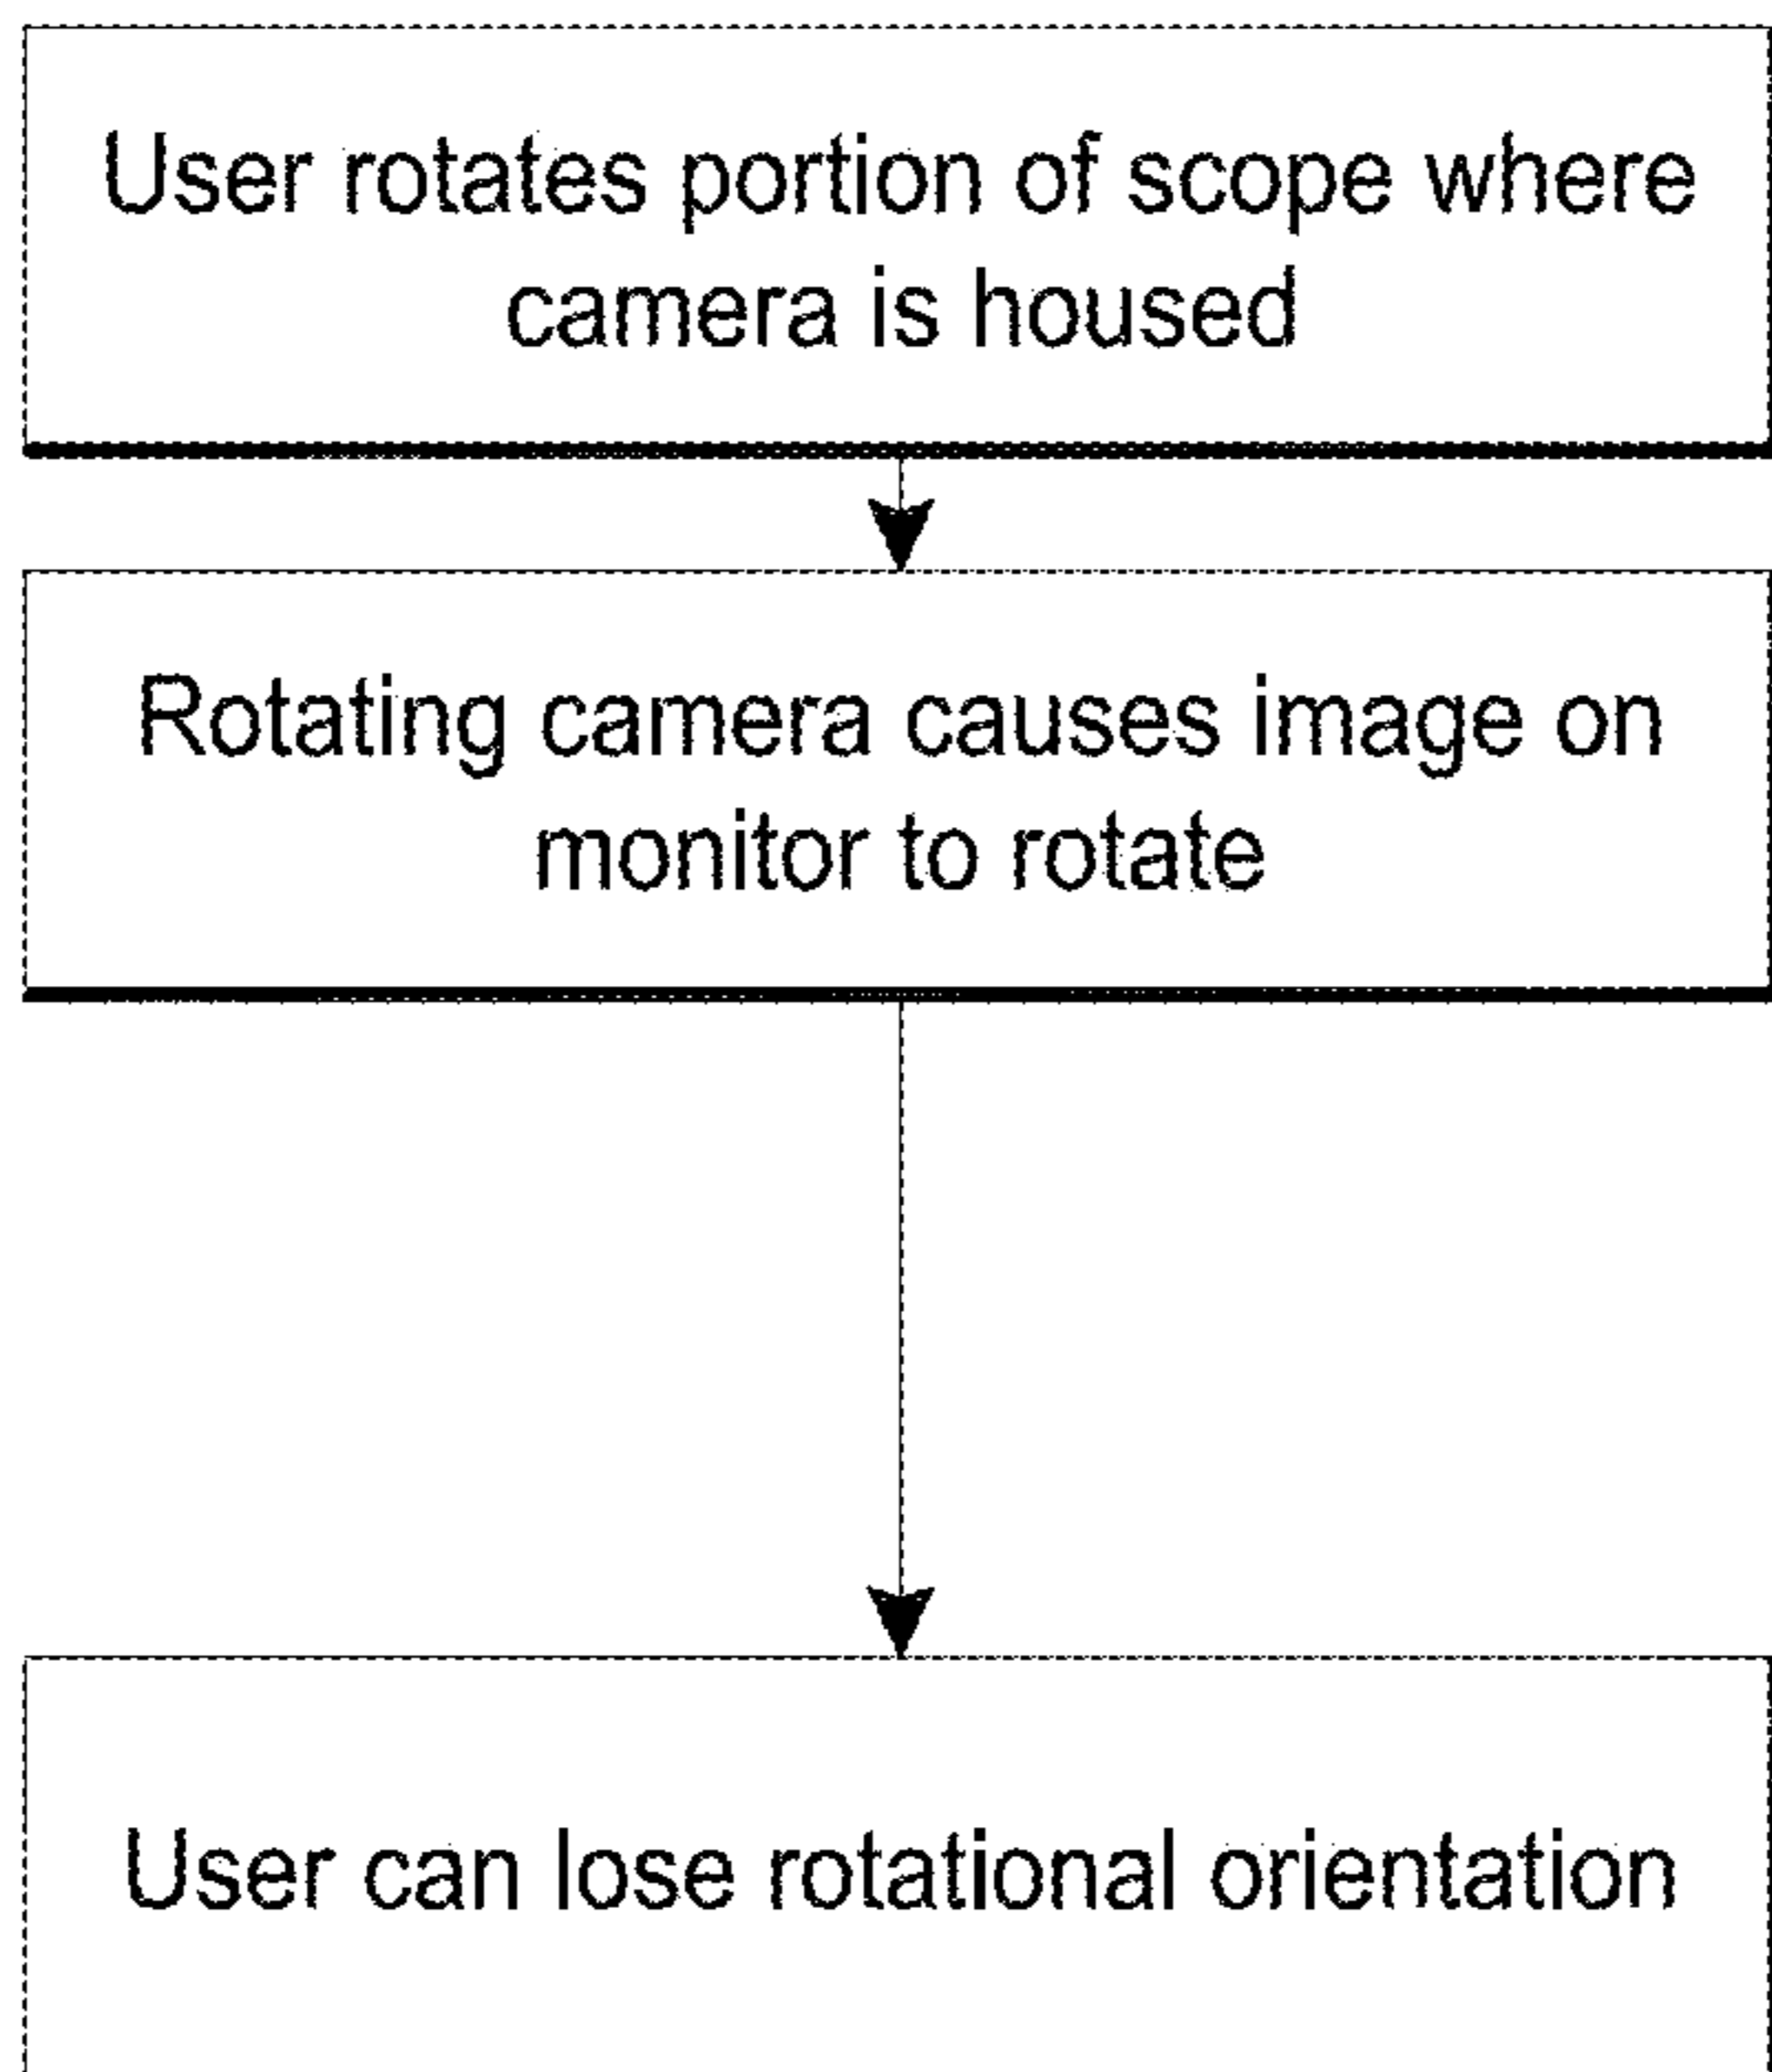 User rotates portion of scope where
camera is housed
Rotating camera causes image on
monitor to rotate
User can lose rotational orientation